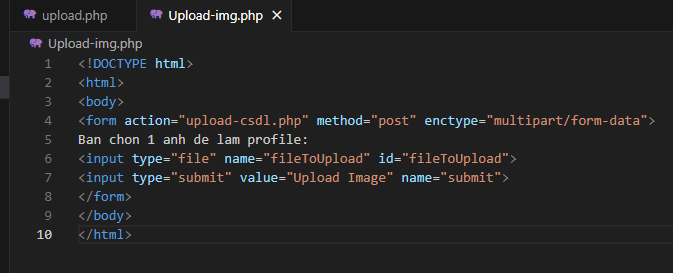 upload.php Upload-img.php ✕
Upload-img.php
1 <!DOCTYPE html>
2 <html>
3 <body>
4 <form action="upload-csdl.php" method="post" enctype="multipart/form-data">
5 Ban chon 1 anh de lam profile:
6 <input type="file" name="fileToUpload" id="fileToUpload">
7 <input type="submit" value="Upload Image" name="submit">
8 </form>
9 </body>
10 </html>